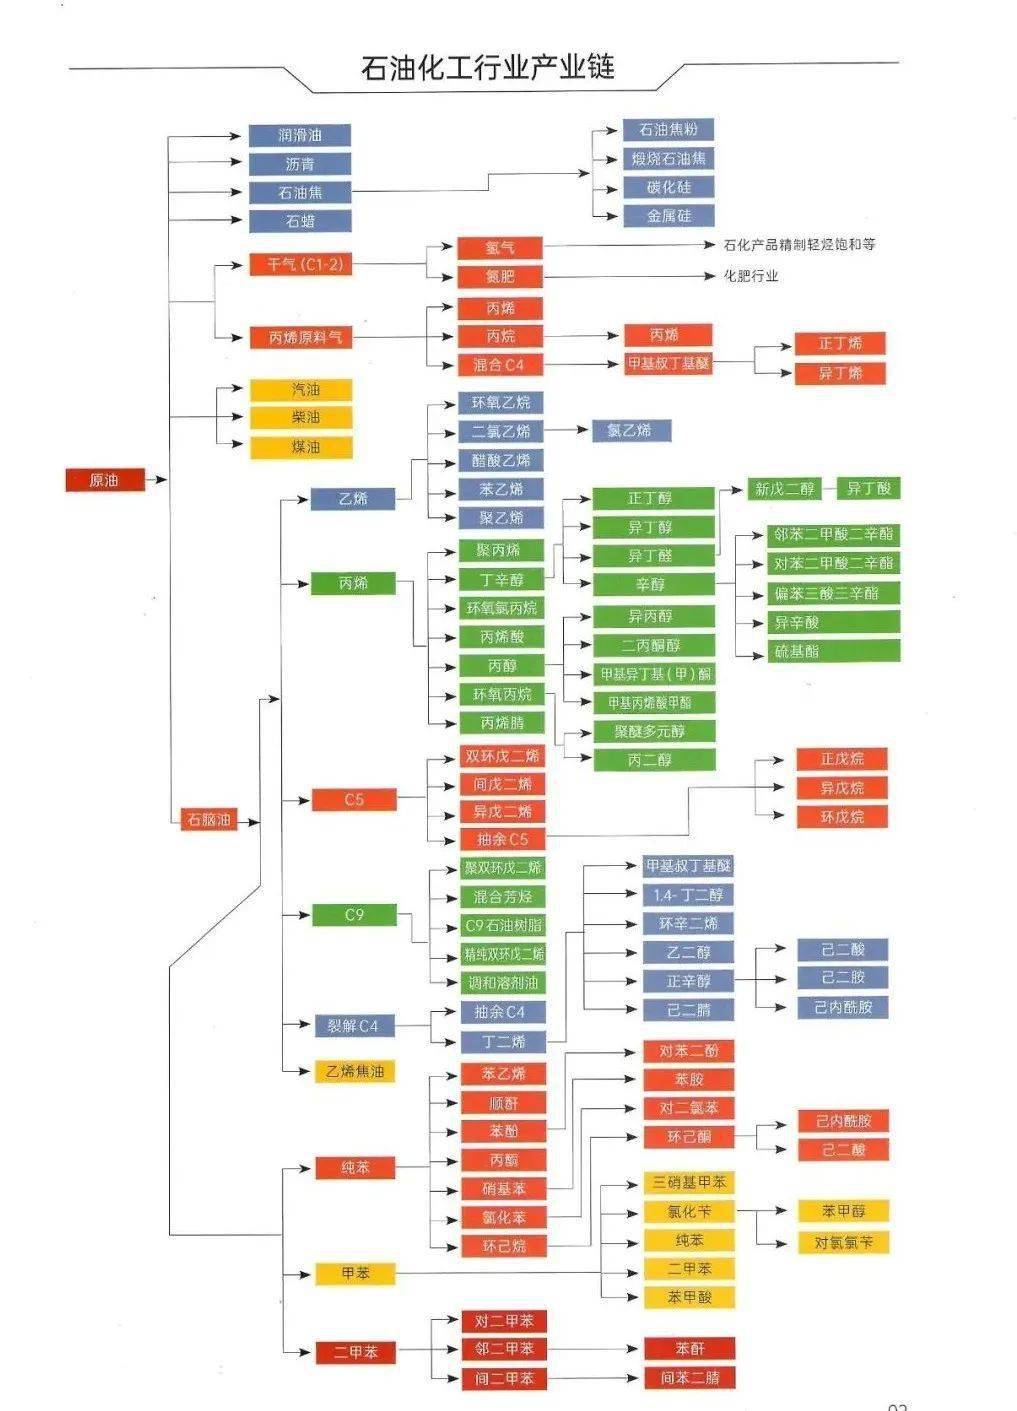 石油化工行业产业链
润滑油
沥青
石油焦
石蜡
石油焦粉
煅烧石油焦
碳化硅
金属硅
干气(C1-2)
氢气
石化产品精制轻烃饱和等
氮肥
化肥行业
丙烯原料气
丙烯
丙烷
丙烯
混合C4
甲基叔丁基醚
正丁烯
异丁烯
汽油
柴油
煤油
原油
石脑油
乙烯
环氧乙烷
二氯乙烯
氯乙烯
醋酸乙烯
苯乙烯
聚乙烯
丙烯
聚丙烯
丁辛醇
环氧氯丙烷
丙烯酸
丙醇
环氧丙烷
丙烯腈
正丁醇
异丁醇
异丁醛
辛醇
新戊二醇
异丁酸
邻苯二甲酸二辛酯
对苯二甲酸二辛酯
偏苯三酸三辛酯
异辛酸
硫基酯
异丙醇
二丙酮醇
甲基异丁基(甲)酮
甲基丙烯酸甲酯
聚醚多元醇
丙二醇
C5
双环戊二烯
间戊二烯
异戊二烯
抽余C5
正戊烷
异戊烷
环戊烷
C9
聚双环戊二烯
混合芳烃
C9石油树脂
精纯双环戊二烯
调和溶剂油
裂解C4
抽余C4
丁二烯
甲基叔丁基醚
1.4-丁二醇
环辛二烯
乙二醇
正辛醇
己二腈
己二酸
己二胺
己内酰胺
乙烯焦油
纯苯
苯乙烯
顺酐
苯酚
丙酮
硝基苯
氯化苯
环己烷
对苯二酚
苯胺
对二氯苯
环己酮
己内酰胺
己二酸
甲苯
三硝基甲苯
氯化苄
纯苯
二甲苯
苯甲酸
苯甲醇
对氯氯苄
二甲苯
对二甲苯
邻二甲苯
苯酐
间二甲苯
间苯二腈